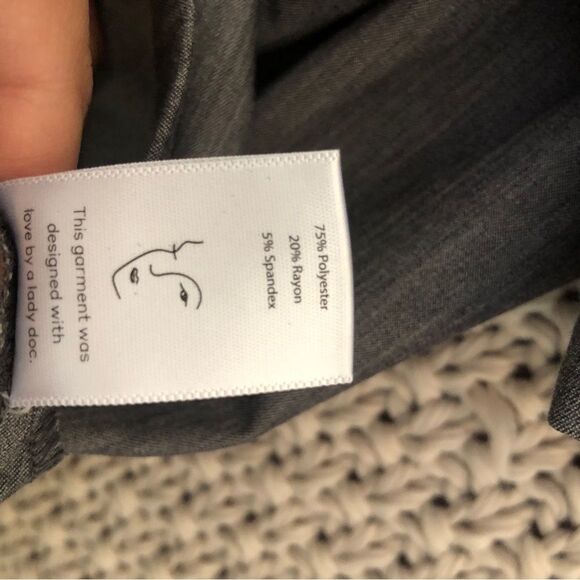 75% Polyester
20% Rayon
5% Spandex
This garment was
designed with
love by a lady doc.